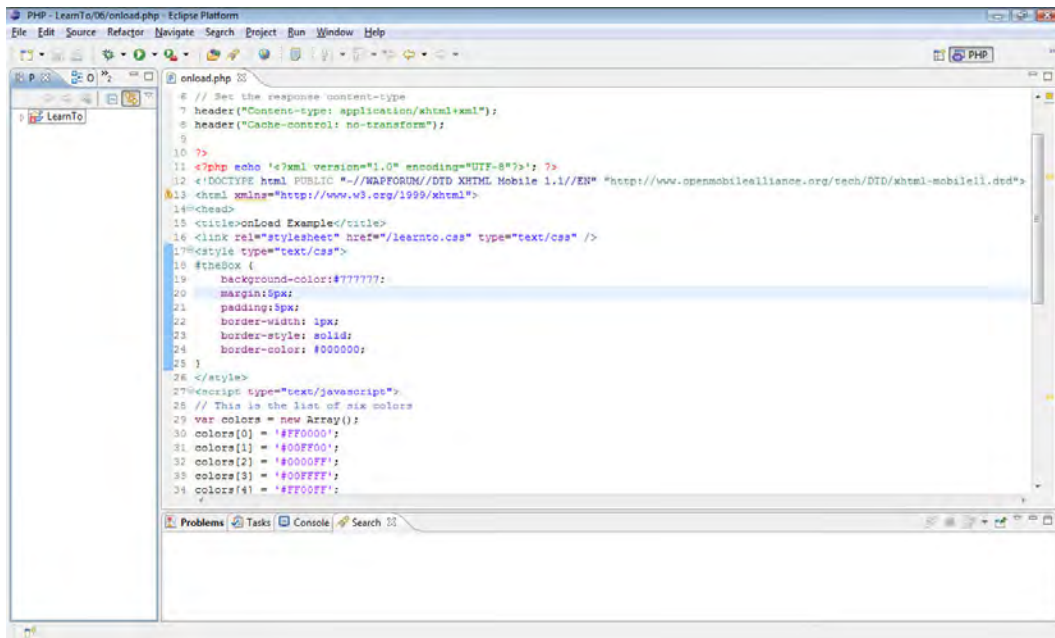 PHP - LearnTo/06/onload.php - Eclipse Platform
File Edit Source Refactor Navigate Search Project Run Window Help
PHP
P O 2
onload.php
LearnTo
6 // Set the response content-type
7 header("Content-type: application/xhtml+xml");
8 header("Cache-control: no-transform");
9
10 ?>
11 <?php echo '<?xml version="1.0" encoding="UTF-8"?>'; ?>
12 <!DOCTYPE html PUBLIC "-//WAPFORUM//DTD XHTML Mobile 1.1//EN" "http://www.openmobilealliance.org/tech/DTD/xhtml-mobile11.dtd">
13 <html xmlns="http://www.w3.org/1999/xhtml">
14 <head>
15 <title>onLoad Example</title>
16 <link rel="stylesheet" href="/learnto.css" type="text/css" />
17 <style type="text/css">
18 #theBox {
19 background-color:#777777;
20 margin:5px;
21 padding:5px;
22 border-width: 1px;
23 border-style: solid;
24 border-color: #000000;
25 }
26 </style>
27 <script type="text/javascript">
28 // This is the list of six colors
29 var colors = new Array();
30 colors[0] = '#FF0000';
31 colors[1] = '#00FF00';
32 colors[2] = '#0000FF';
33 colors[3] = '#00FFFF';
34 colors[4] = '#FF00FF';
Problems Tasks Console Search